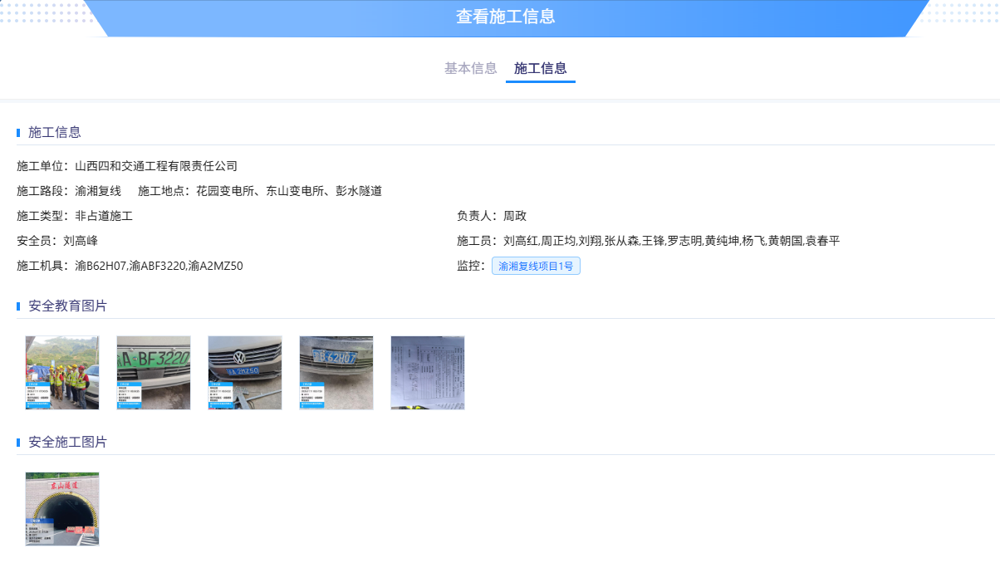 查看施工信息
基本信息 施工信息
施工信息
施工单位：山西四和交通工程有限责任公司
施工路段：渝湘复线 施工地点：花园变电所、东山变电所、彭水隧道
施工类型：非占道施工 负责人：周政
安全员：刘高峰 施工员：刘高红,周正均,刘翔,张从森,王锋,罗志明,黄纯坤,杨飞,黄朝国,袁春平
施工机具：渝B62H07,渝ABF3220,渝A2MZ50 监控：渝湘复线项目1号
安全教育图片
A·BF3220
2MZ50
B·62H07
安全施工图片
东山隧道